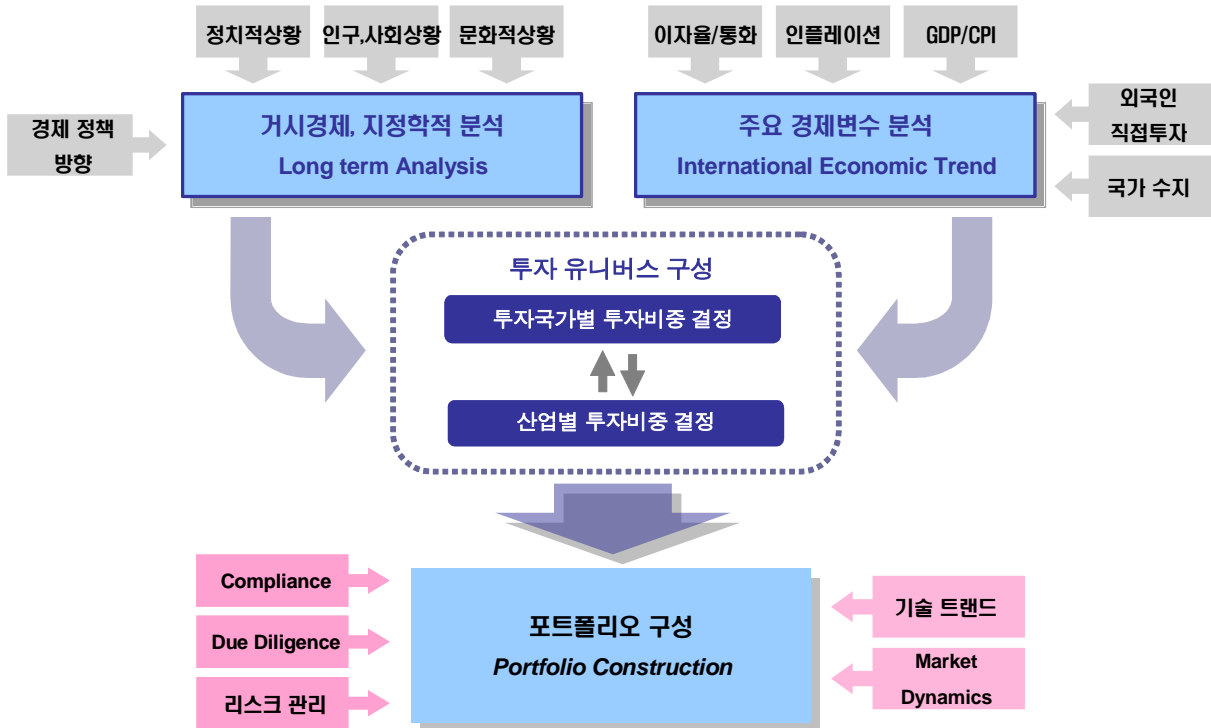 정치적상황
인구,사회상황
문화적상황
이자율/통화
인플레이션
GDP/CPI
경제 정책
방향
거시경제, 지정학적 분석
Long term Analysis
주요 경제변수 분석
International Economic Trend
외국인
직접투자
국가 수지
투자 유니버스 구성
투자국가별 투자비중 결정
산업별 투자비중 결정
Compliance
Due Diligence
리스크 관리
포트폴리오 구성
Portfolio Construction
기술 트랜드
Market
Dynamics